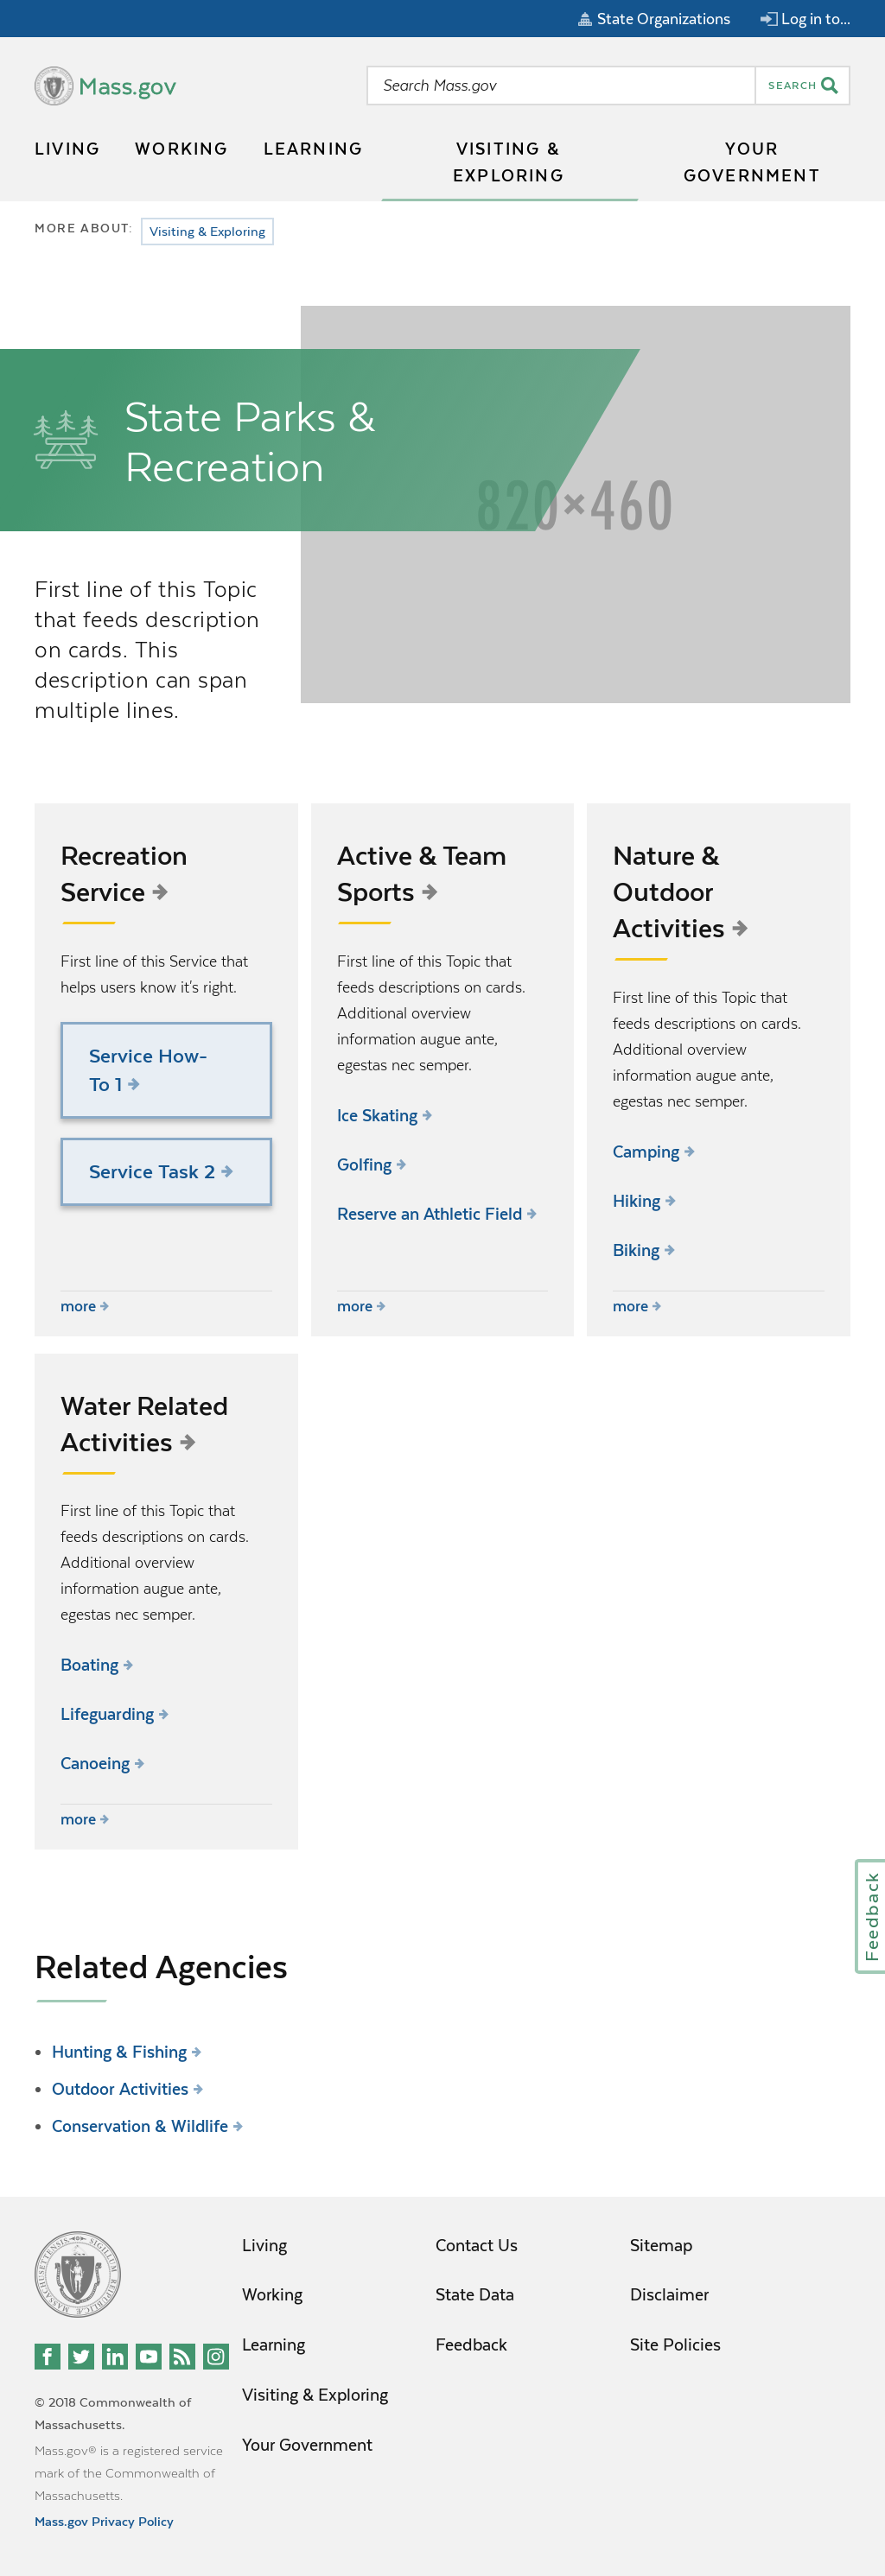 State Organizations
Log in to...
Mass.gov
Search Mass.gov
SEARCH
LIVING
WORKING
LEARNING
VISITING &
EXPLORING
YOUR
GOVERNMENT
MORE ABOUT:
Visiting & Exploring
State Parks &
Recreation
820×460
First line of this Topic
that feeds description
on cards. This
description can span
multiple lines.
Recreation
Service
First line of this Service that
helps users know it's right.
Service How-
To 1
Service Task 2
more
Active & Team
Sports
First line of this Topic that
feeds descriptions on cards.
Additional overview
information augue ante,
egestas nec semper.
Ice Skating
Golfing
Reserve an Athletic Field
more
Nature &
Outdoor
Activities
First line of this Topic that
feeds descriptions on cards.
Additional overview
information augue ante,
egestas nec semper.
Camping
Hiking
Biking
more
Water Related
Activities
First line of this Topic that
feeds descriptions on cards.
Additional overview
information augue ante,
egestas nec semper.
Boating
Lifeguarding
Canoeing
more
Feedback
Related Agencies
Hunting & Fishing
Outdoor Activities
Conservation & Wildlife
Living
Working
Learning
Visiting & Exploring
Your Government
Contact Us
State Data
Feedback
Sitemap
Disclaimer
Site Policies
© 2018 Commonwealth of
Massachusetts.
Mass.gov® is a registered service
mark of the Commonwealth of
Massachusetts.
Mass.gov Privacy Policy